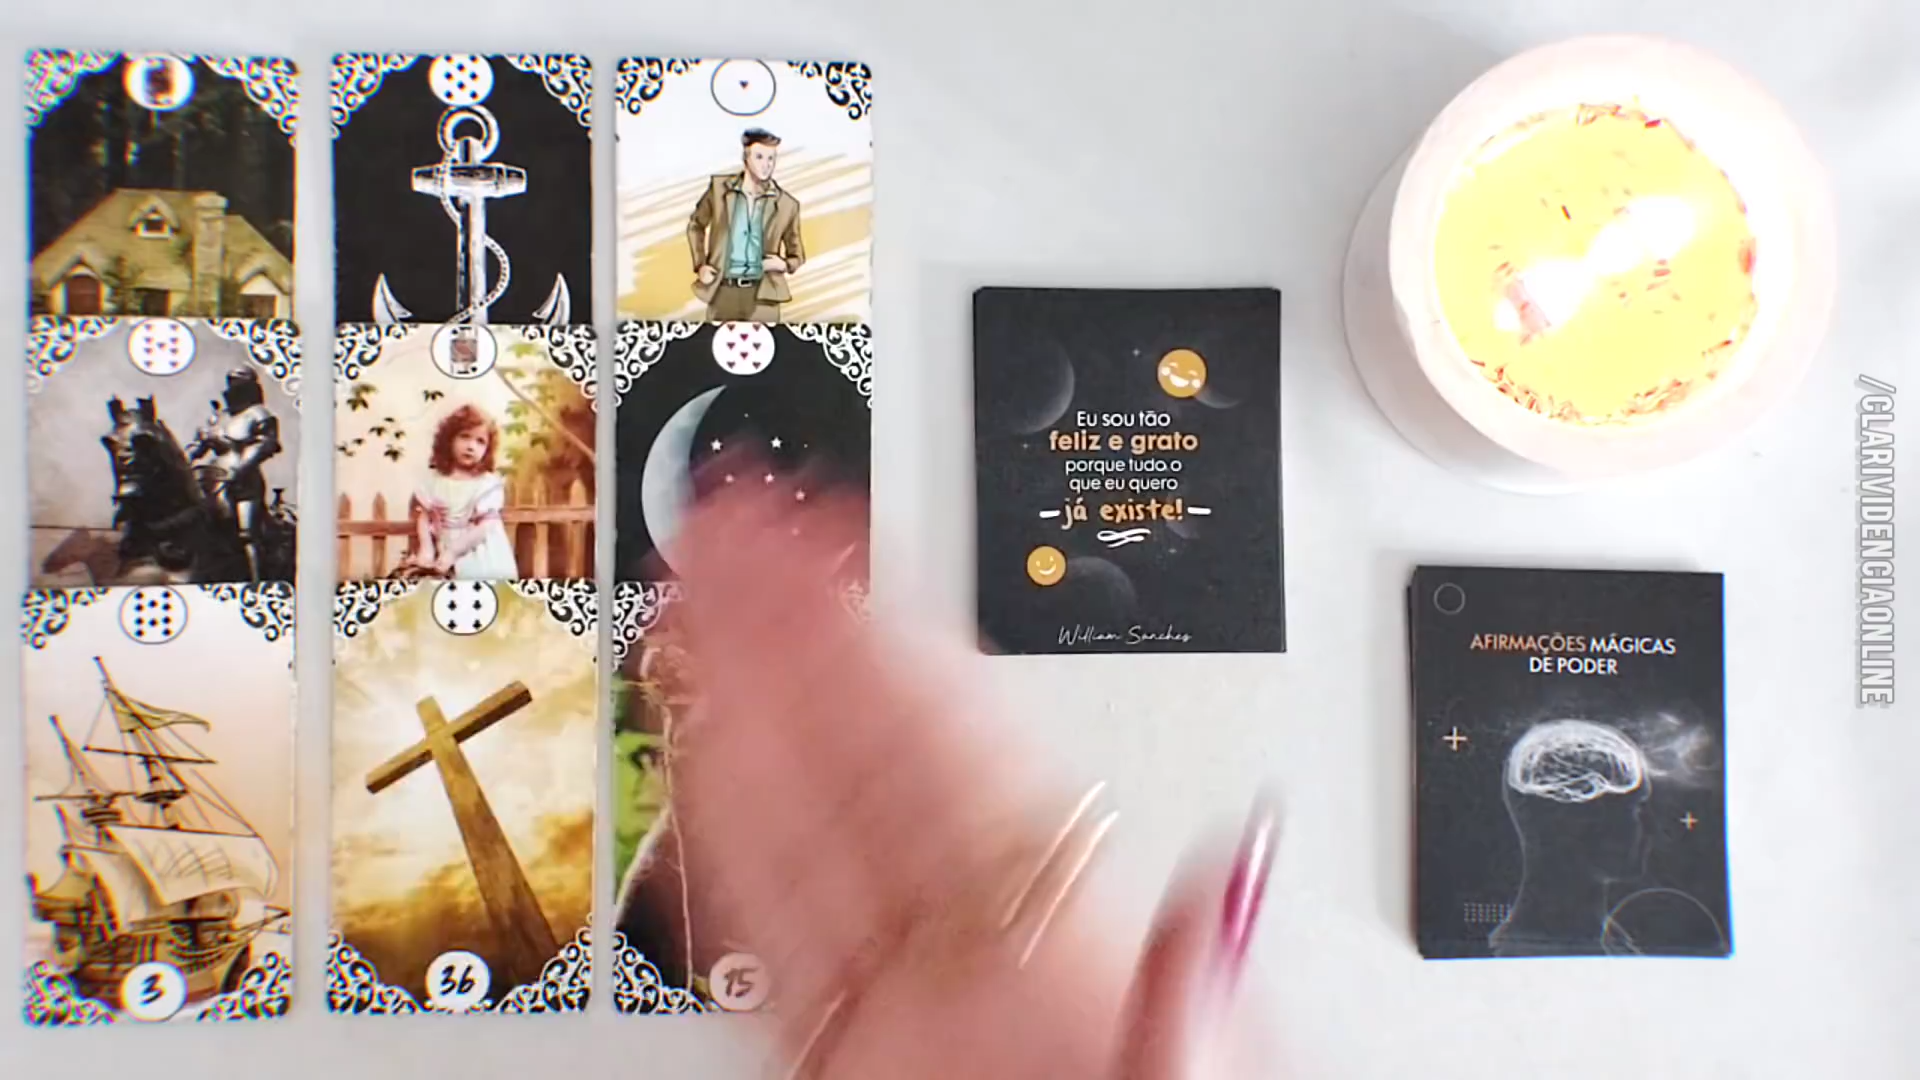 3
36
15
Eu sou tão
feliz e grato
porque tudo o
que eu quero
já existe!
William Sanches
AFIRMAÇÕES MÁGICAS
DE PODER
/CLARIVIDENCIAONLINE